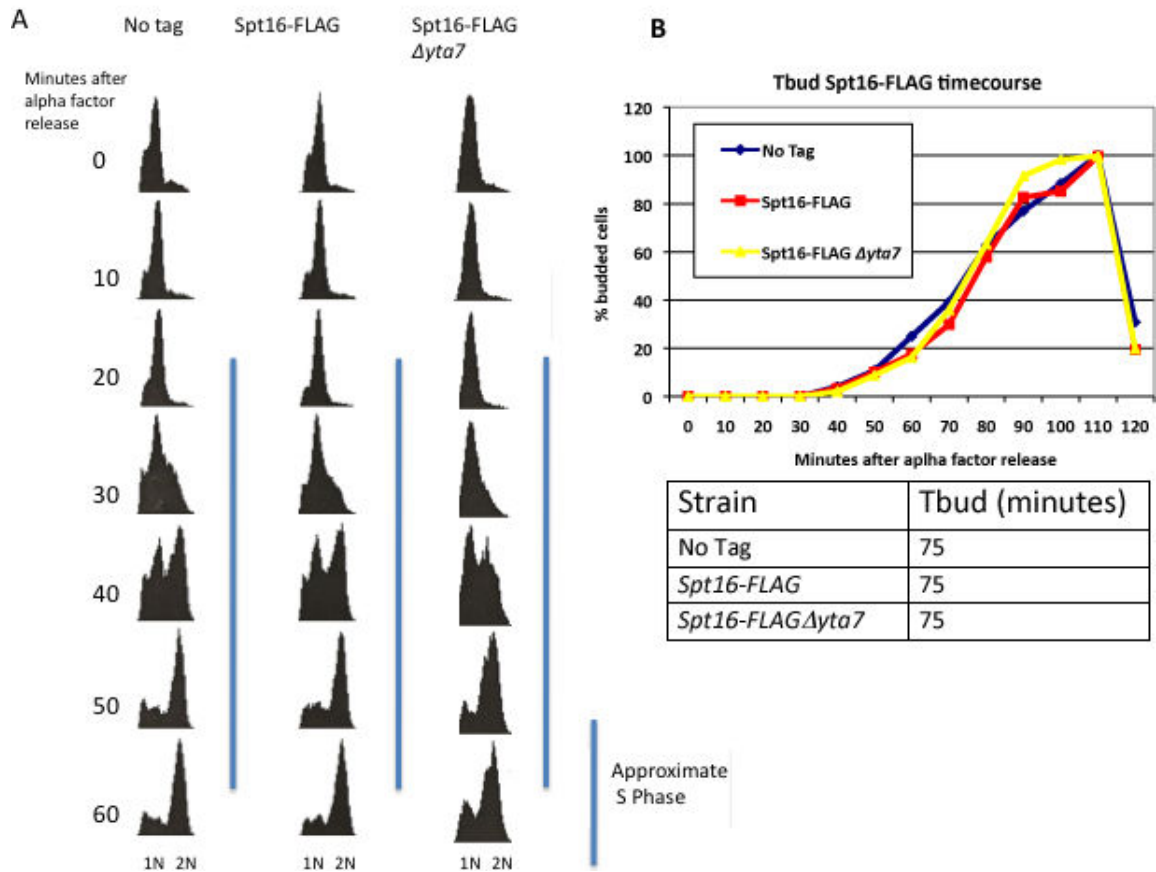 A
No tag
Spt16-FLAG
Spt16-FLAG
Δyta7
Minutes after
alpha factor
release
0
10
20
30
40
50
60
1N 2N
1N 2N
1N 2N
Approximate
S Phase
B
Tbud Spt16-FLAG timecourse
120
100
80
60
40
20
0
% budded cells
No Tag
Spt16-FLAG
Spt16-FLAG Δyta7
0 10 20 30 40 50 60 70 80 90 100 110 120
Minutes after aplha factor release
Strain Tbud (minutes)
No Tag 75
Spt16-FLAG 75
Spt16-FLAGΔyta7 75